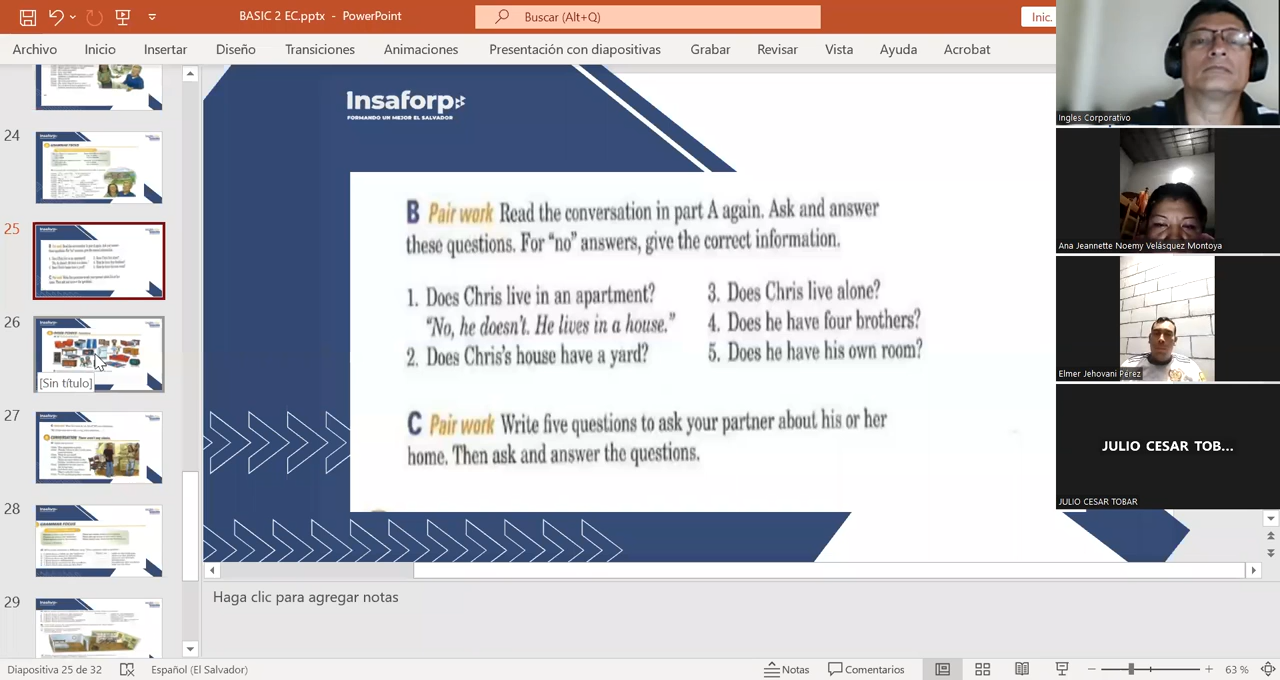 BASIC 2 EC.pptx - PowerPoint
Buscar (Alt+Q)
Inic.
Archivo Inicio Insertar Diseño Transiciones Animaciones Presentación con diapositivas Grabar Revisar Vista Ayuda Acrobat
Insaforp
FORMANDO UN MEJOR EL SALVADOR
B Pair work Read the conversation in part A again. Ask and answer
these questions. For “no” answers, give the correct information.
1. Does Chris live in an apartment?
“No, he doesn’t. He lives in a house.”
2. Does Chris’s house have a yard?
3. Does Chris live alone?
4. Does he have four brothers?
5. Does he have his own room?
C Pair work Write five questions to ask your partner about his or her
home. Then ask and answer the questions.
24
25
26
[Sin título]
27
28
29
Ingles Corporativo
Ana Jeannette Noemy Velásquez Montoya
Elmer Jehovani Pérez
JULIO CESAR TOB...
JULIO CESAR TOBAR
Haga clic para agregar notas
Diapositiva 25 de 32 Español (El Salvador) Notas Comentarios 63 %